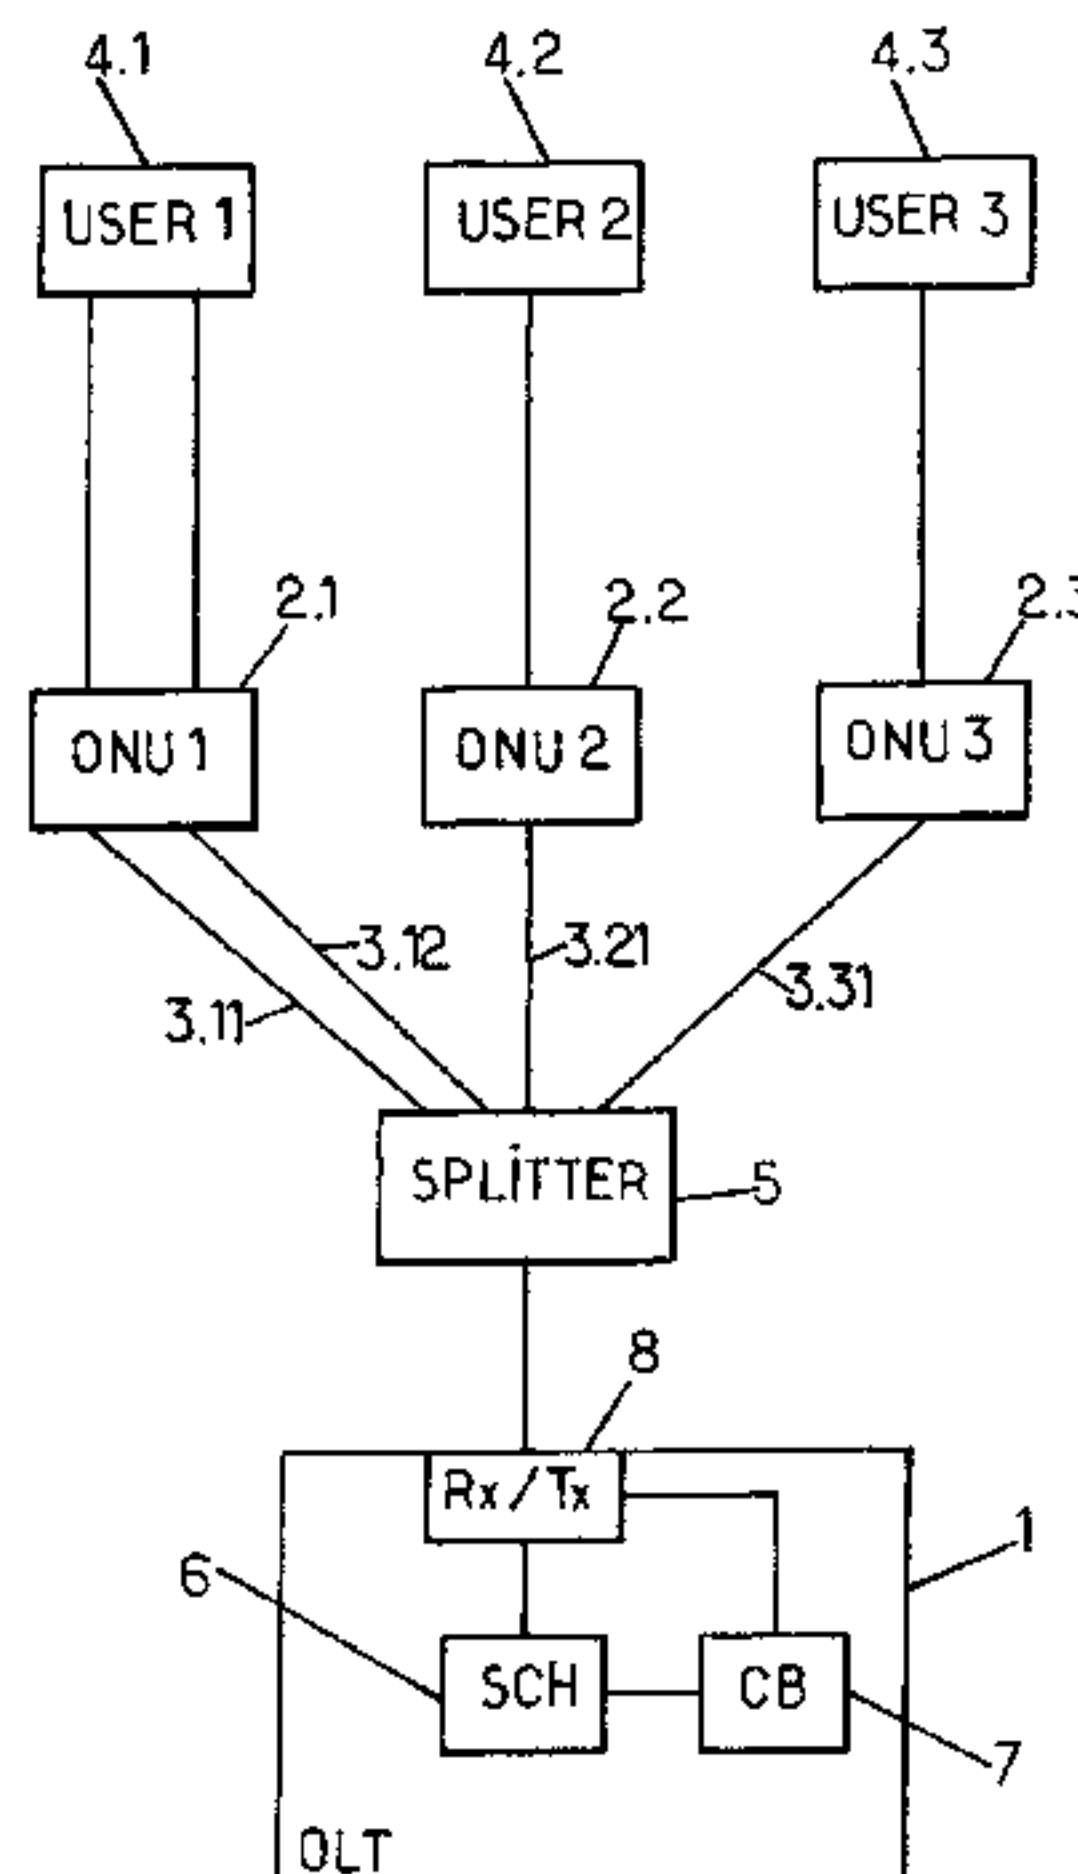 4.1 4.2 4.3
USER 1 USER 2 USER 3
2.1 2.2 2.3
ONU 1 ONU 2 ONU 3
3.12 3.21
3.11 3.31
SPLITTER 5
8
Rx/Tx
1
6
SCH CB
7
OLT